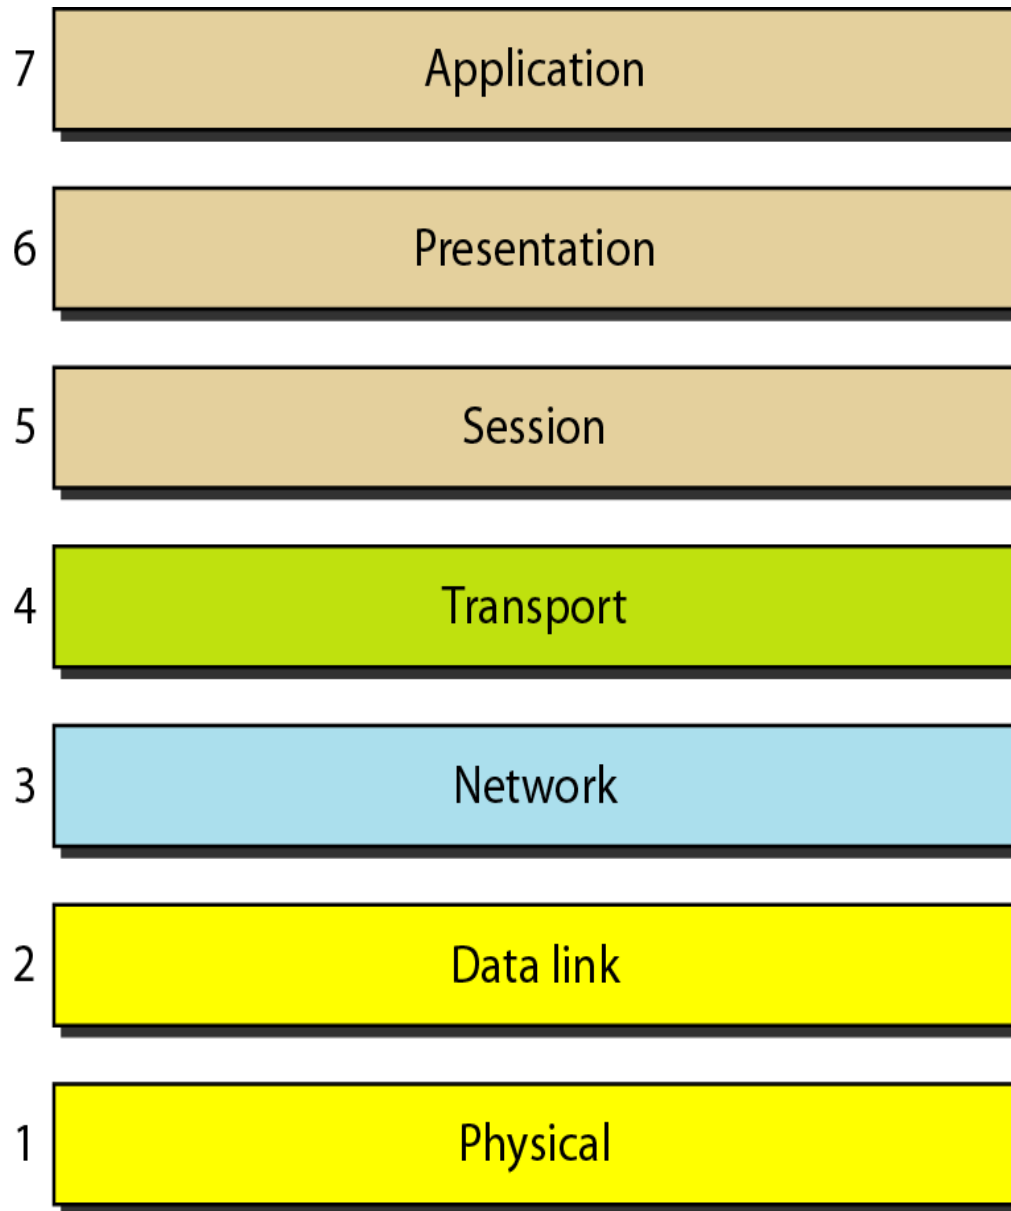 7 Application
6 Presentation
5 Session
4 Transport
3 Network
2 Data link
1 Physical